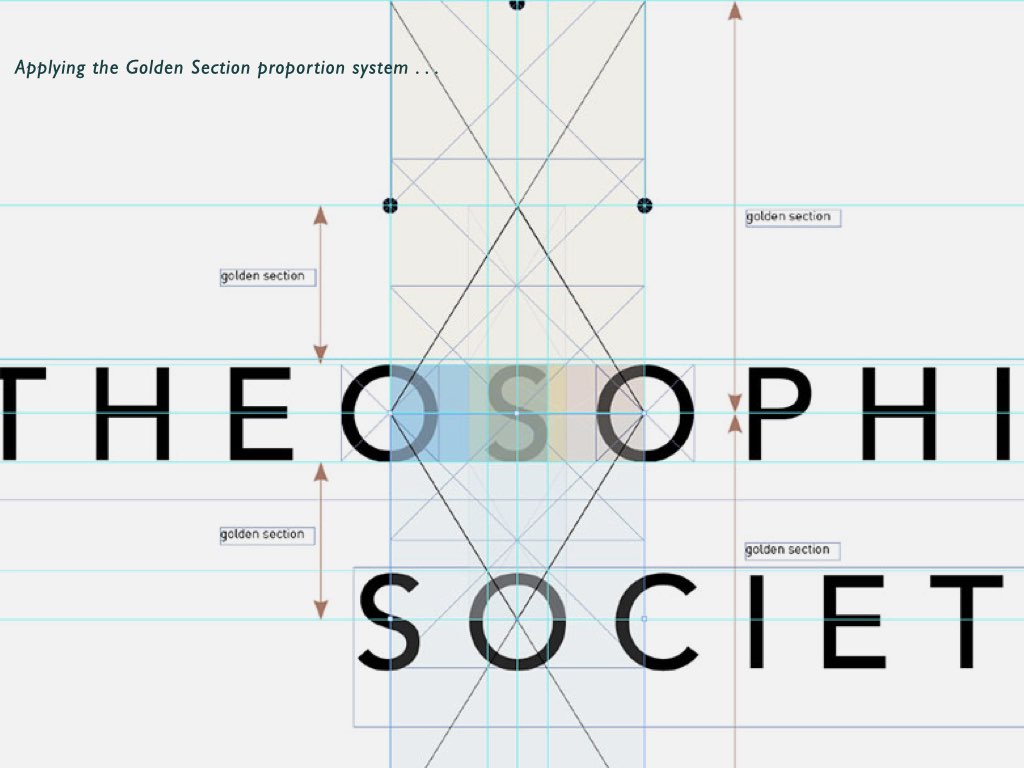 Applying the Golden Section proportion system . . .
golden section
golden section
THEOSOPHI
golden section
golden section
SOCIET